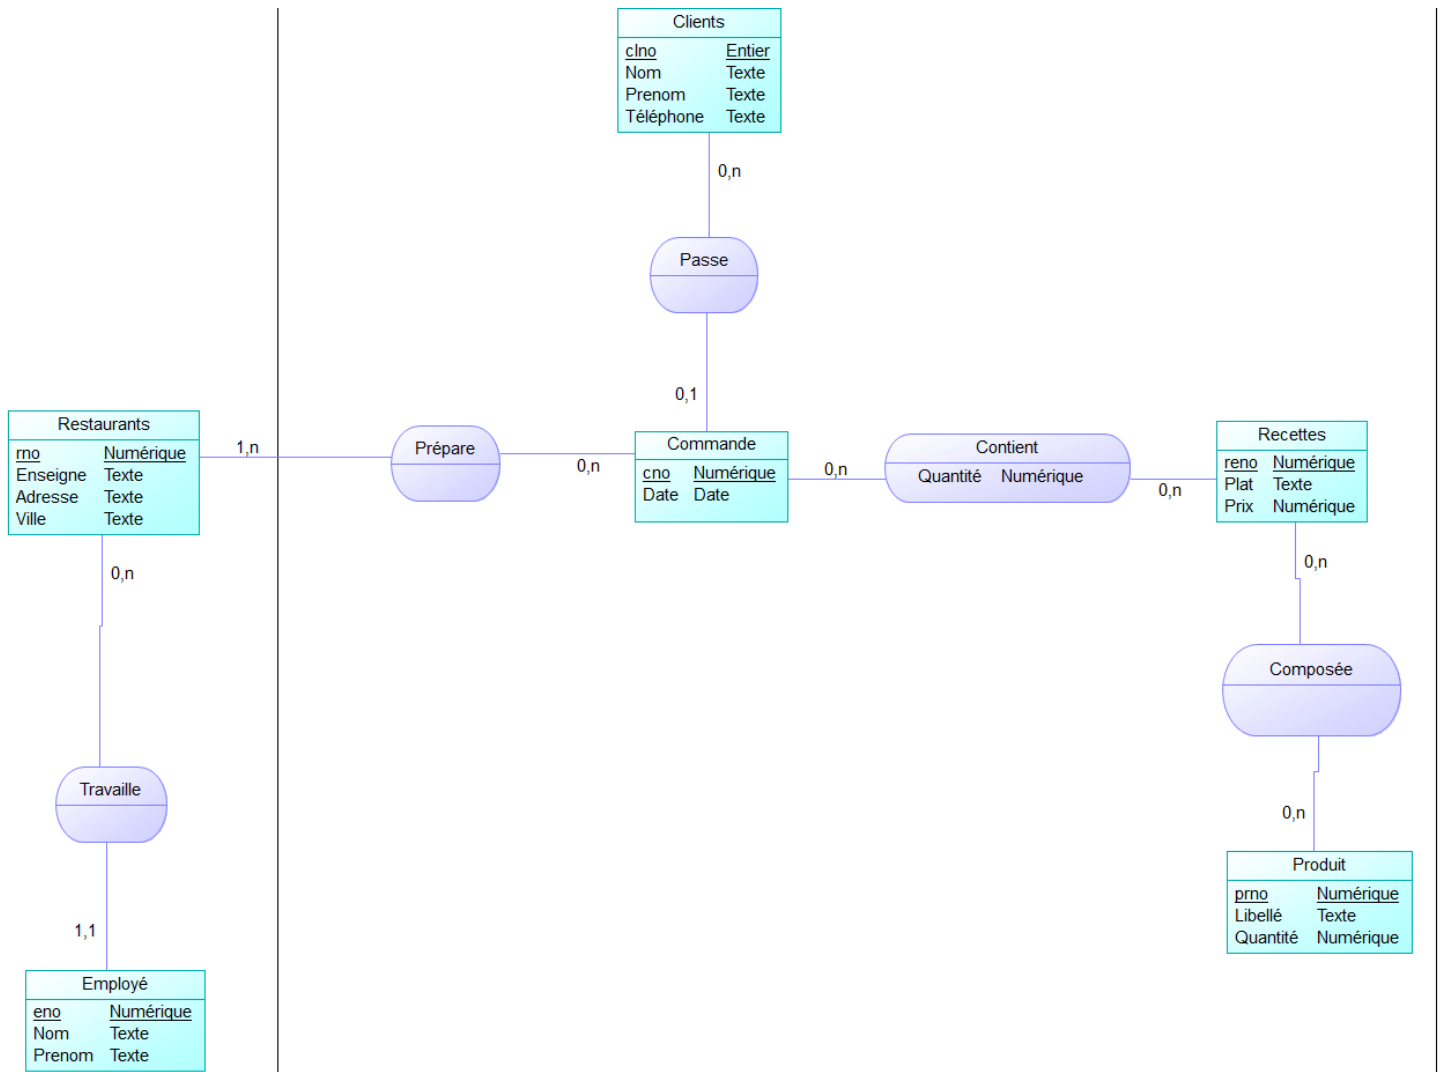 Clients
clno Entier
Nom Texte
Prenom Texte
Téléphone Texte
0,n
Passe
0,1
Restaurants
rno Numérique
Enseigne Texte
Adresse Texte
Ville Texte
1,n
Prépare
0,n
Commande
cno Numérique
Date Date
0,n
Contient
Quantité Numérique
0,n
Recettes
reno Numérique
Plat Texte
Prix Numérique
0,n
0,n
Composée
Travaille
0,n
Produit
prno Numérique
Libellé Texte
Quantité Numérique
1,1
Employé
eno Numérique
Nom Texte
Prenom Texte